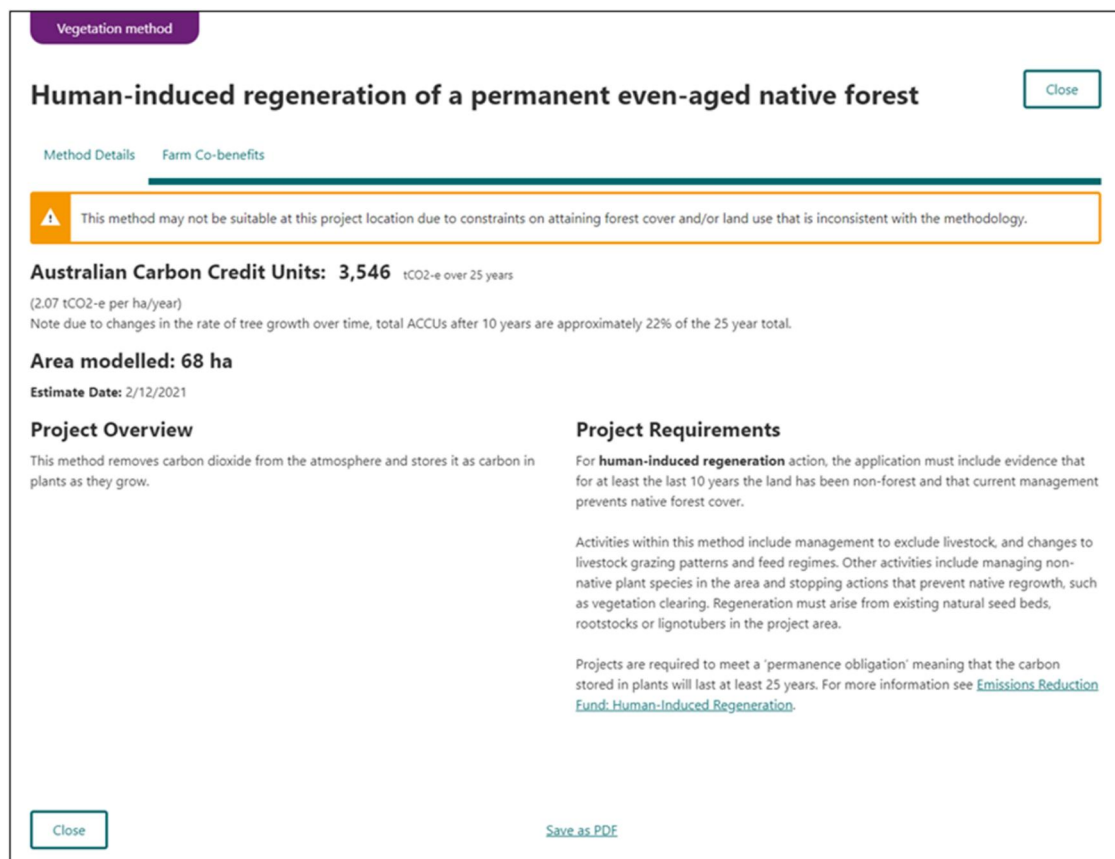 Vegetation method
Human-induced regeneration of a permanent even-aged native forest
Close
Method Details Farm Co-benefits
This method may not be suitable at this project location due to constraints on attaining forest cover and/or land use that is inconsistent with the methodology.
Australian Carbon Credit Units: 3,546 tCO2-e over 25 years
(2.07 tCO2-e per ha/year)
Note due to changes in the rate of tree growth over time, total ACCUs after 10 years are approximately 22% of the 25 year total.
Area modelled: 68 ha
Estimate Date: 2/12/2021
Project Overview
This method removes carbon dioxide from the atmosphere and stores it as carbon in
plants as they grow.
Project Requirements
For human-induced regeneration action, the application must include evidence that
for at least the last 10 years the land has been non-forest and that current management
prevents native forest cover.
Activities within this method include management to exclude livestock, and changes to
livestock grazing patterns and feed regimes. Other activities include managing non-
native plant species in the area and stopping actions that prevent native regrowth, such
as vegetation clearing. Regeneration must arise from existing natural seed beds,
rootstocks or lignotubers in the project area.
Projects are required to meet a 'permanence obligation' meaning that the carbon
stored in plants will last at least 25 years. For more information see Emissions Reduction
Fund: Human-Induced Regeneration.
Close
Save as PDF